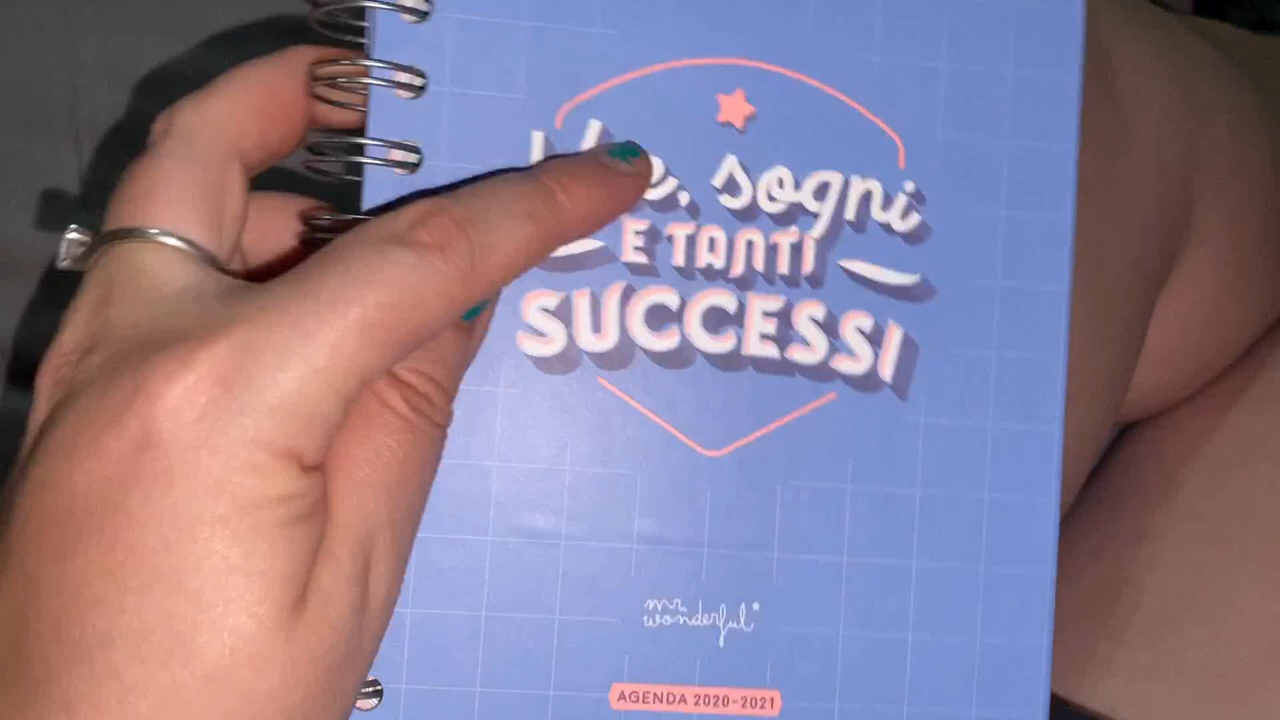 sogni
E TANTI
SUCCESSI
mr.
wonderful*
AGENDA 2020-2021